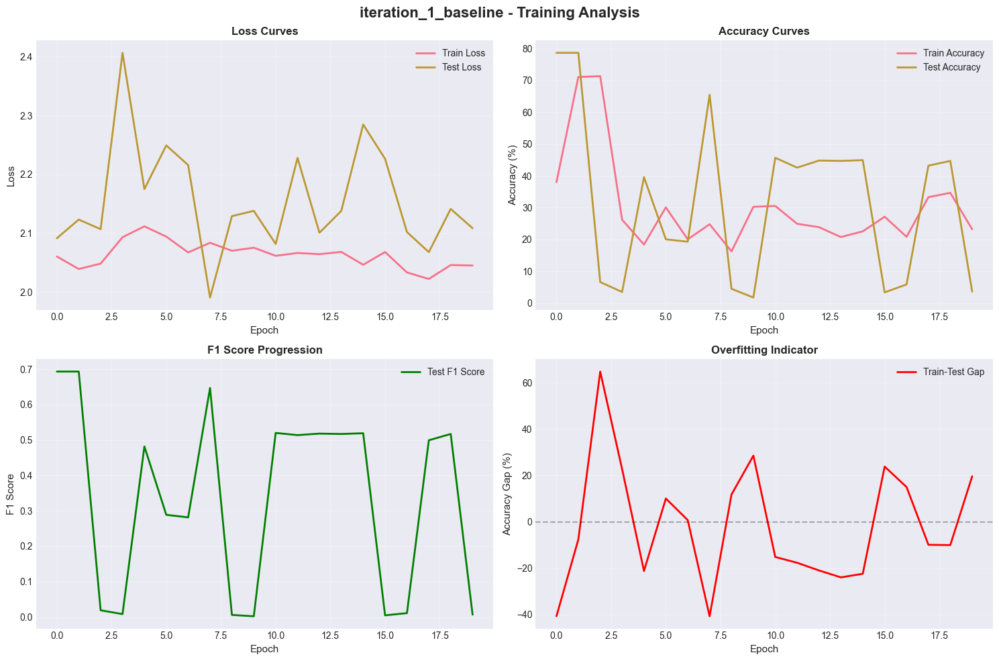 iteration_1_baseline - Training Analysis
Loss Curves
Train Loss
Test Loss
2.4
2.3
2.2
2.1
2.0
Loss
0.0 2.5 5.0 7.5 10.0 12.5 15.0 17.5
Epoch
Accuracy Curves
Train Accuracy
Test Accuracy
80
70
60
50
40
30
20
10
0
Accuracy (%)
0.0 2.5 5.0 7.5 10.0 12.5 15.0 17.5
Epoch
F1 Score Progression
Test F1 Score
0.7
0.6
0.5
0.4
0.3
0.2
0.1
0.0
F1 Score
0.0 2.5 5.0 7.5 10.0 12.5 15.0 17.5
Epoch
Overfitting Indicator
Train-Test Gap
60
40
20
0
−20
−40
Accuracy Gap (%)
0.0 2.5 5.0 7.5 10.0 12.5 15.0 17.5
Epoch